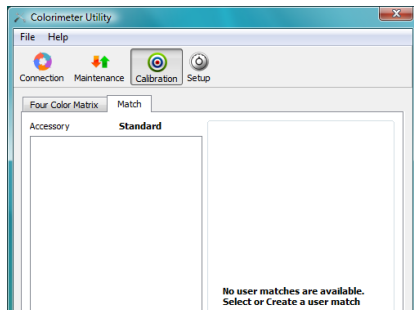 Colorimeter Utility
File Help
Connection Maintenance Calibration Setup
Four Color Matrix Match
Accessory Standard
No user matches are available.
Select or Create a user match